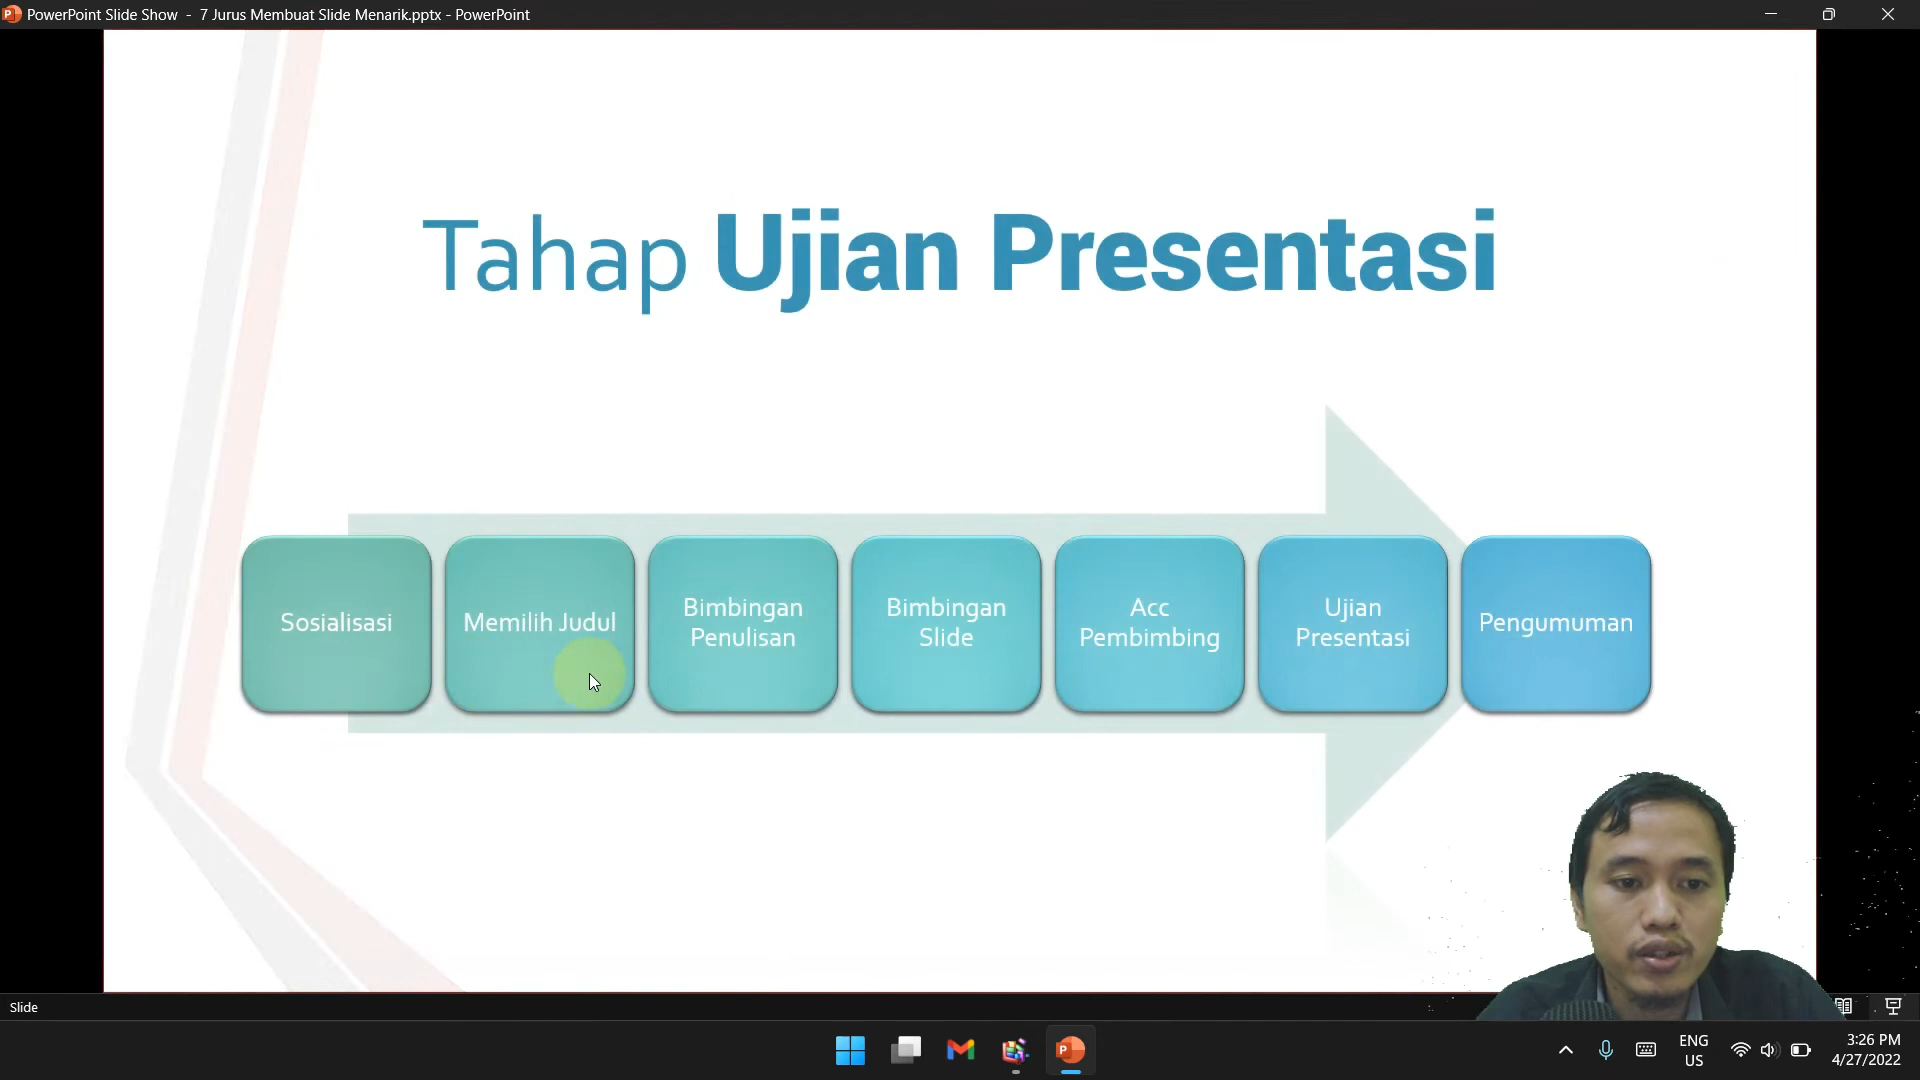 PowerPoint Slide Show - 7 Jurus Membuat Slide Menarik.pptx - PowerPoint
Tahap Ujian Presentasi
Sosialisasi
Memilih Judul
Bimbingan
Penulisan
Bimbingan
Slide
Acc
Pembimbing
Ujian
Presentasi
Pengumuman
Slide
ENG
US
3:26 PM
4/27/2022